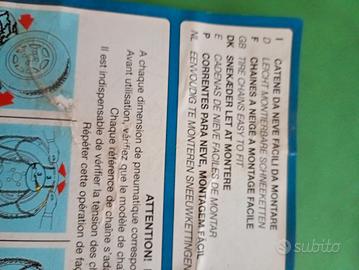 I CATENE DA NEVE FACILI DA MONTARE
D LEICHT MONTIERBARE SCHNEEKETTEN
F CHAINES A NEIGE A MONTAGE FACILE
GB TIRE CHAINS EASY TO FIT
E CADENAS DE NIEVE FACILES DE MONTAR
DK SNEKÆDER LET AT MONTERE
P CORRENTES PARA NEVE MONTAGEM FÁCIL
NL EENVOUDIG TE MONTEREN SNEEUWKETTINGEN
ATTENTION!
A chaque dimension de pneumatique correspo
Avant utilisation, vérifiez que le modèle de cha
Chaque référence de chaîne s'ada
Il est indispensable de vérifier la tension des ch
Répéter cette opération de fa
subito